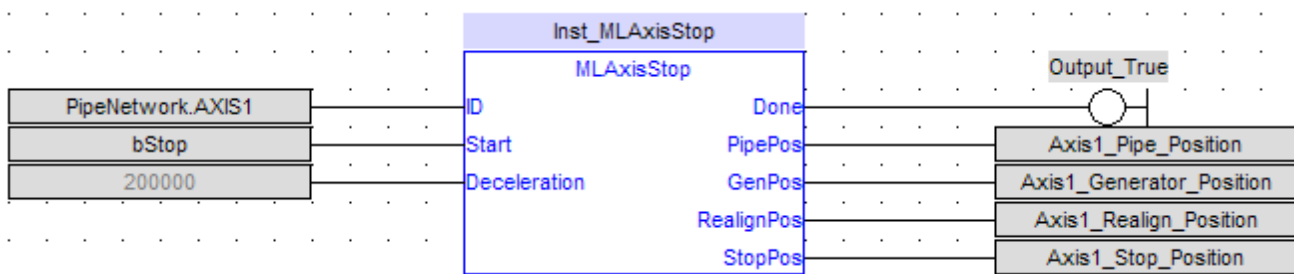 Inst_MLAxisStop
MLAxisStop
Output_True
PipeNetwork.AXIS1 ID Done
bStop Start PipePos Axis1_Pipe_Position
200000 Deceleration GenPos Axis1_Generator_Position
RealignPos Axis1_Realign_Position
StopPos Axis1_Stop_Position